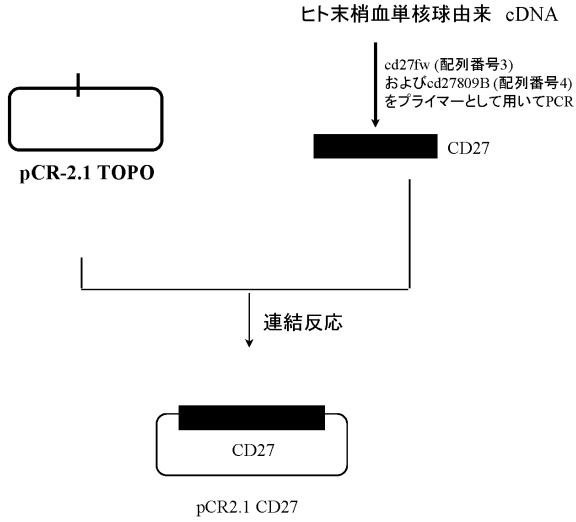 ヒト末梢血単核球由来 cDNA
cd27fw (配列番号3)
およびcd27809B (配列番号4)
をプライマーとして用いてPCR
CD27
pCR-2.1 TOPO
連結反応
CD27
pCR2.1 CD27